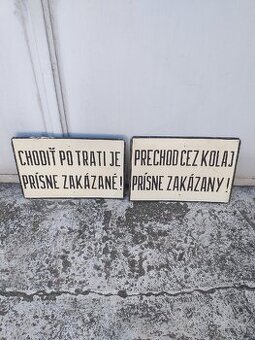 CHODIŤ PO TRATI JE
PRÍSNE ZAKÁZANÉ!
PRECHOD CEZ KOLAJ
PRÍSNE ZAKÁZANY!